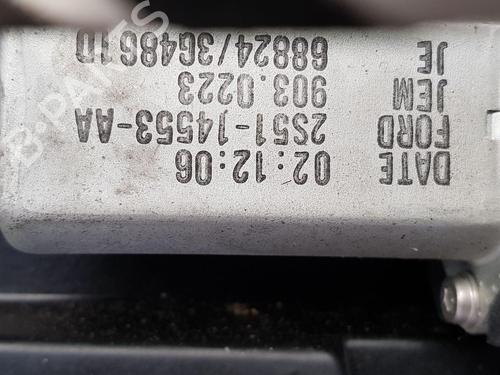 DATE 02:12:06
FORD 2S51-14553-AA
JEM 903.0223
JE 68824/3G4861D
B-PARTS